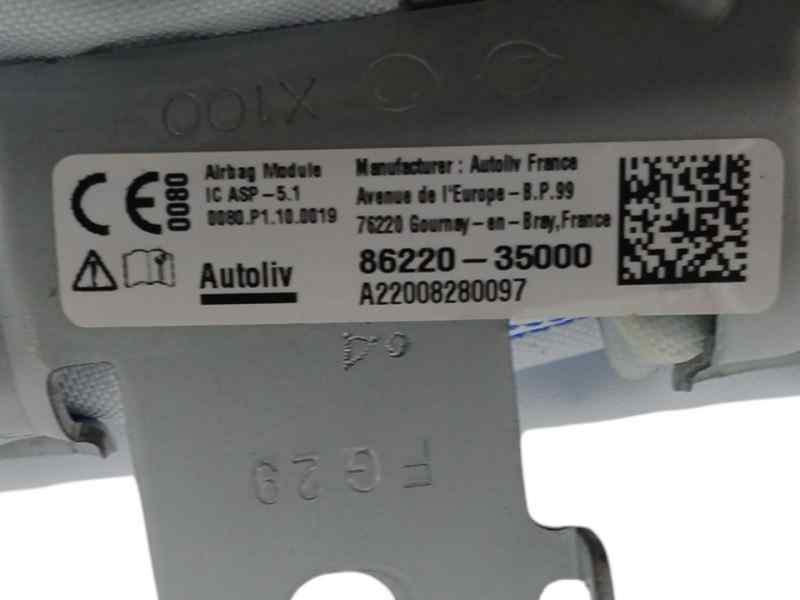 X100
CE
0080
Airbag Module
IC ASP-5.1
0080.P1.10.0019
Manufacturer : Autoliv France
Avenue de l'Europe-B.P.99
76220 Gournay-en-Bray,France
Autoliv
86220-35000
A22008280097
FG29